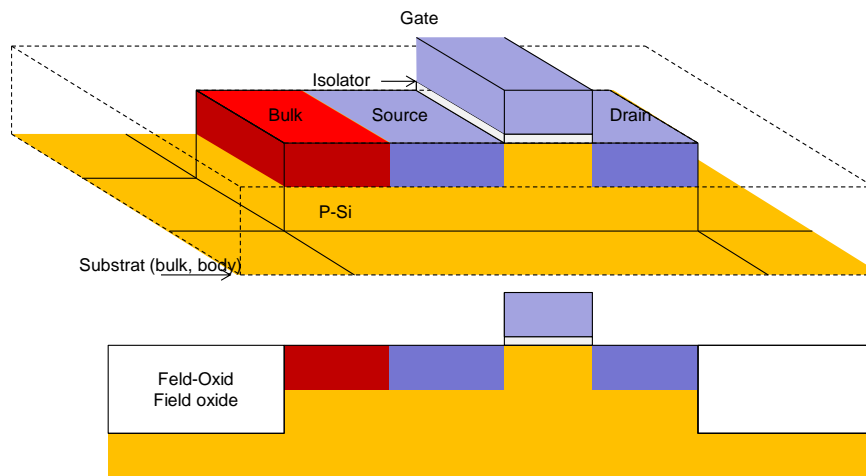 Gate
Isolator
Bulk
Source
Drain
P-Si
Substrat (bulk, body)
Feld-Oxid
Field oxide